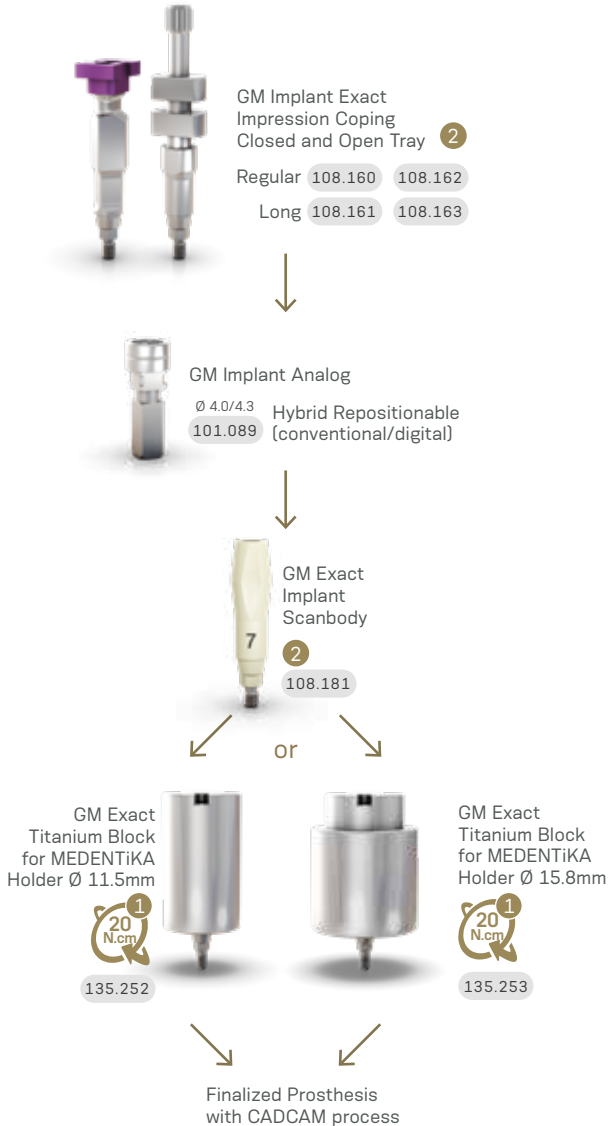 GM Implant Exact
Impression Coping
Closed and Open Tray 2
Regular 108.160 108.162
Long 108.161 108.163
GM Implant Analog
Ø 4.0/4.3
101.089
Hybrid Repositionable
(conventional/digital)
7
GM Exact
Implant
Scanbody
2
108.181
or
GM Exact
Titanium Block
for MEDENTiKA
Holder Ø 11.5mm
1
20
N.cm
135.252
GM Exact
Titanium Block
for MEDENTiKA
Holder Ø 15.8mm
1
20
N.cm
135.253
Finalized Prosthesis
with CADCAM process